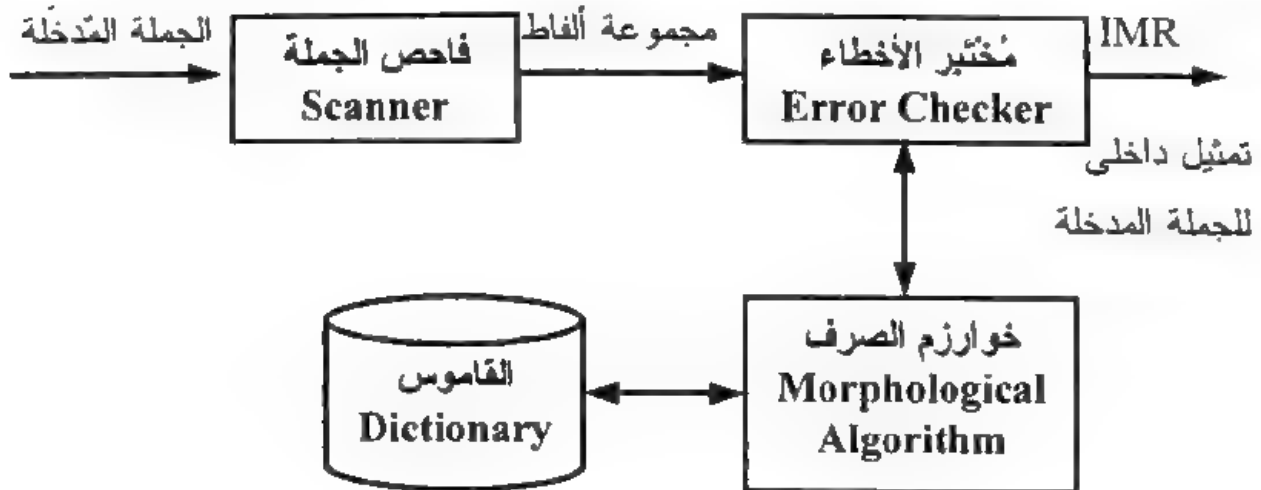 الجملة المُدخلة
فاحص الجملة
Scanner
مجموعة ألفاظ
مُختبر الأخطاء
Error Checker
IMR
تمثيل داخلى
للجملة المدخلة
القاموس
Dictionary
خوارزم الصرف
Morphological
Algorithm